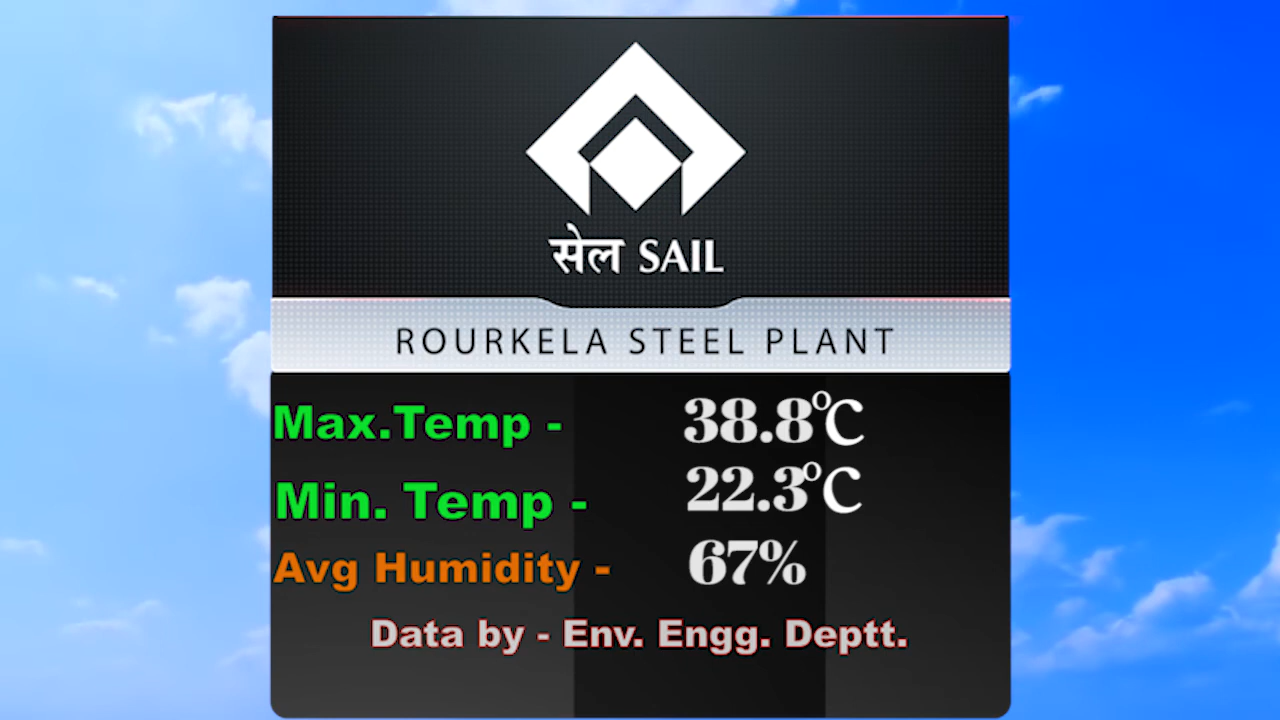 सेल SAIL
ROURKELA STEEL PLANT
Max.Temp - 38.8°C
Min. Temp - 22.3°C
Avg Humidity - 67%
Data by - Env. Engg. Deptt.